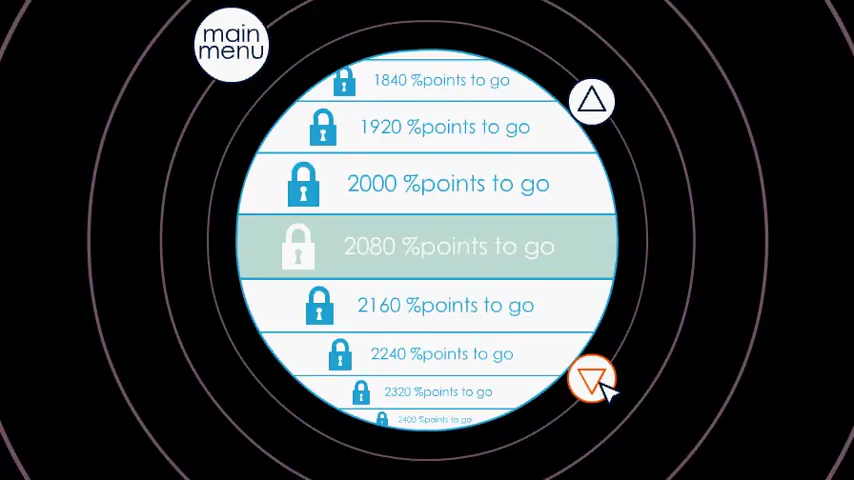 main
menu
1840 %points to go
1920 %points to go
2000 %points to go
2080 %points to go
2160 %points to go
2240 %points to go
2320 %points to go
2400 %points to go